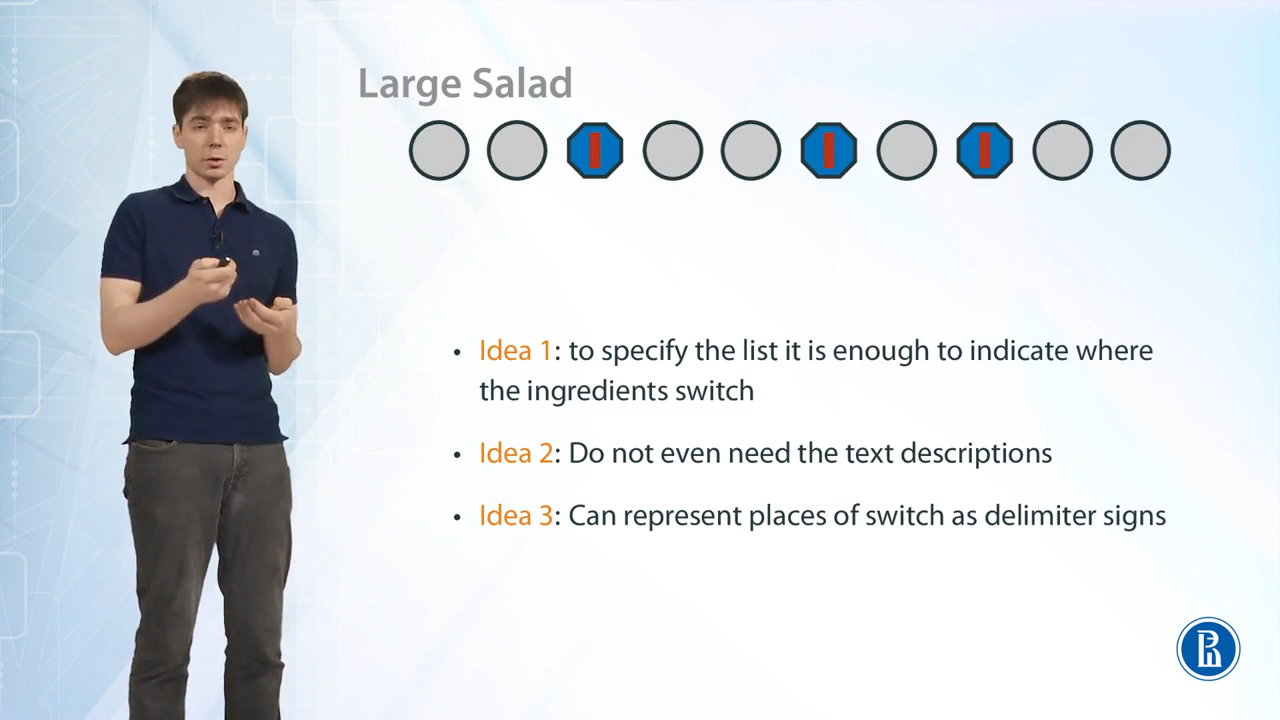 Large Salad
• Idea 1: to specify the list it is enough to indicate where
the ingredients switch
• Idea 2: Do not even need the text descriptions
• Idea 3: Can represent places of switch as delimiter signs